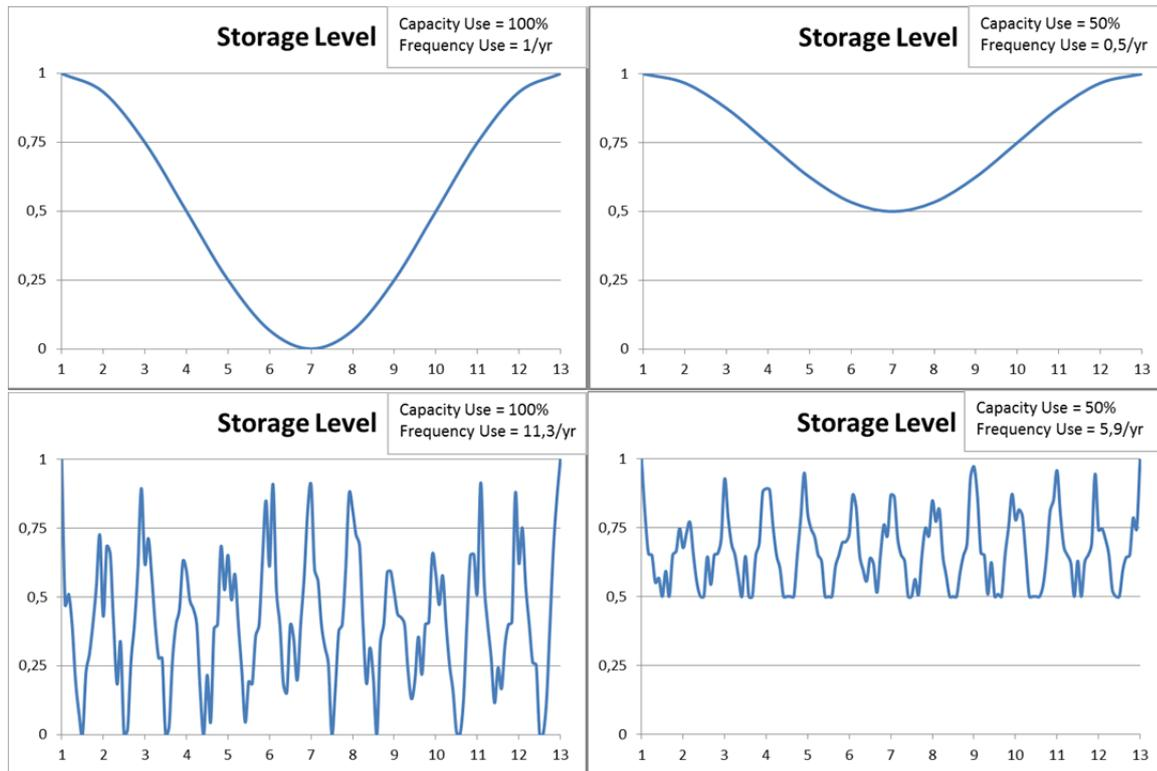 Storage Level
Capacity Use = 100%
Frequency Use = 1/yr
1
0,75
0,5
0,25
0
1 2 3 4 5 6 7 8 9 10 11 12 13
Storage Level
Capacity Use = 50%
Frequency Use = 0,5/yr
1
0,75
0,5
0,25
0
1 2 3 4 5 6 7 8 9 10 11 12 13
Storage Level
Capacity Use = 100%
Frequency Use = 11,3/yr
1
0,75
0,5
0,25
0
1 2 3 4 5 6 7 8 9 10 11 12 13
Storage Level
Capacity Use = 50%
Frequency Use = 5,9/yr
1
0,75
0,5
0,25
0
1 2 3 4 5 6 7 8 9 10 11 12 13